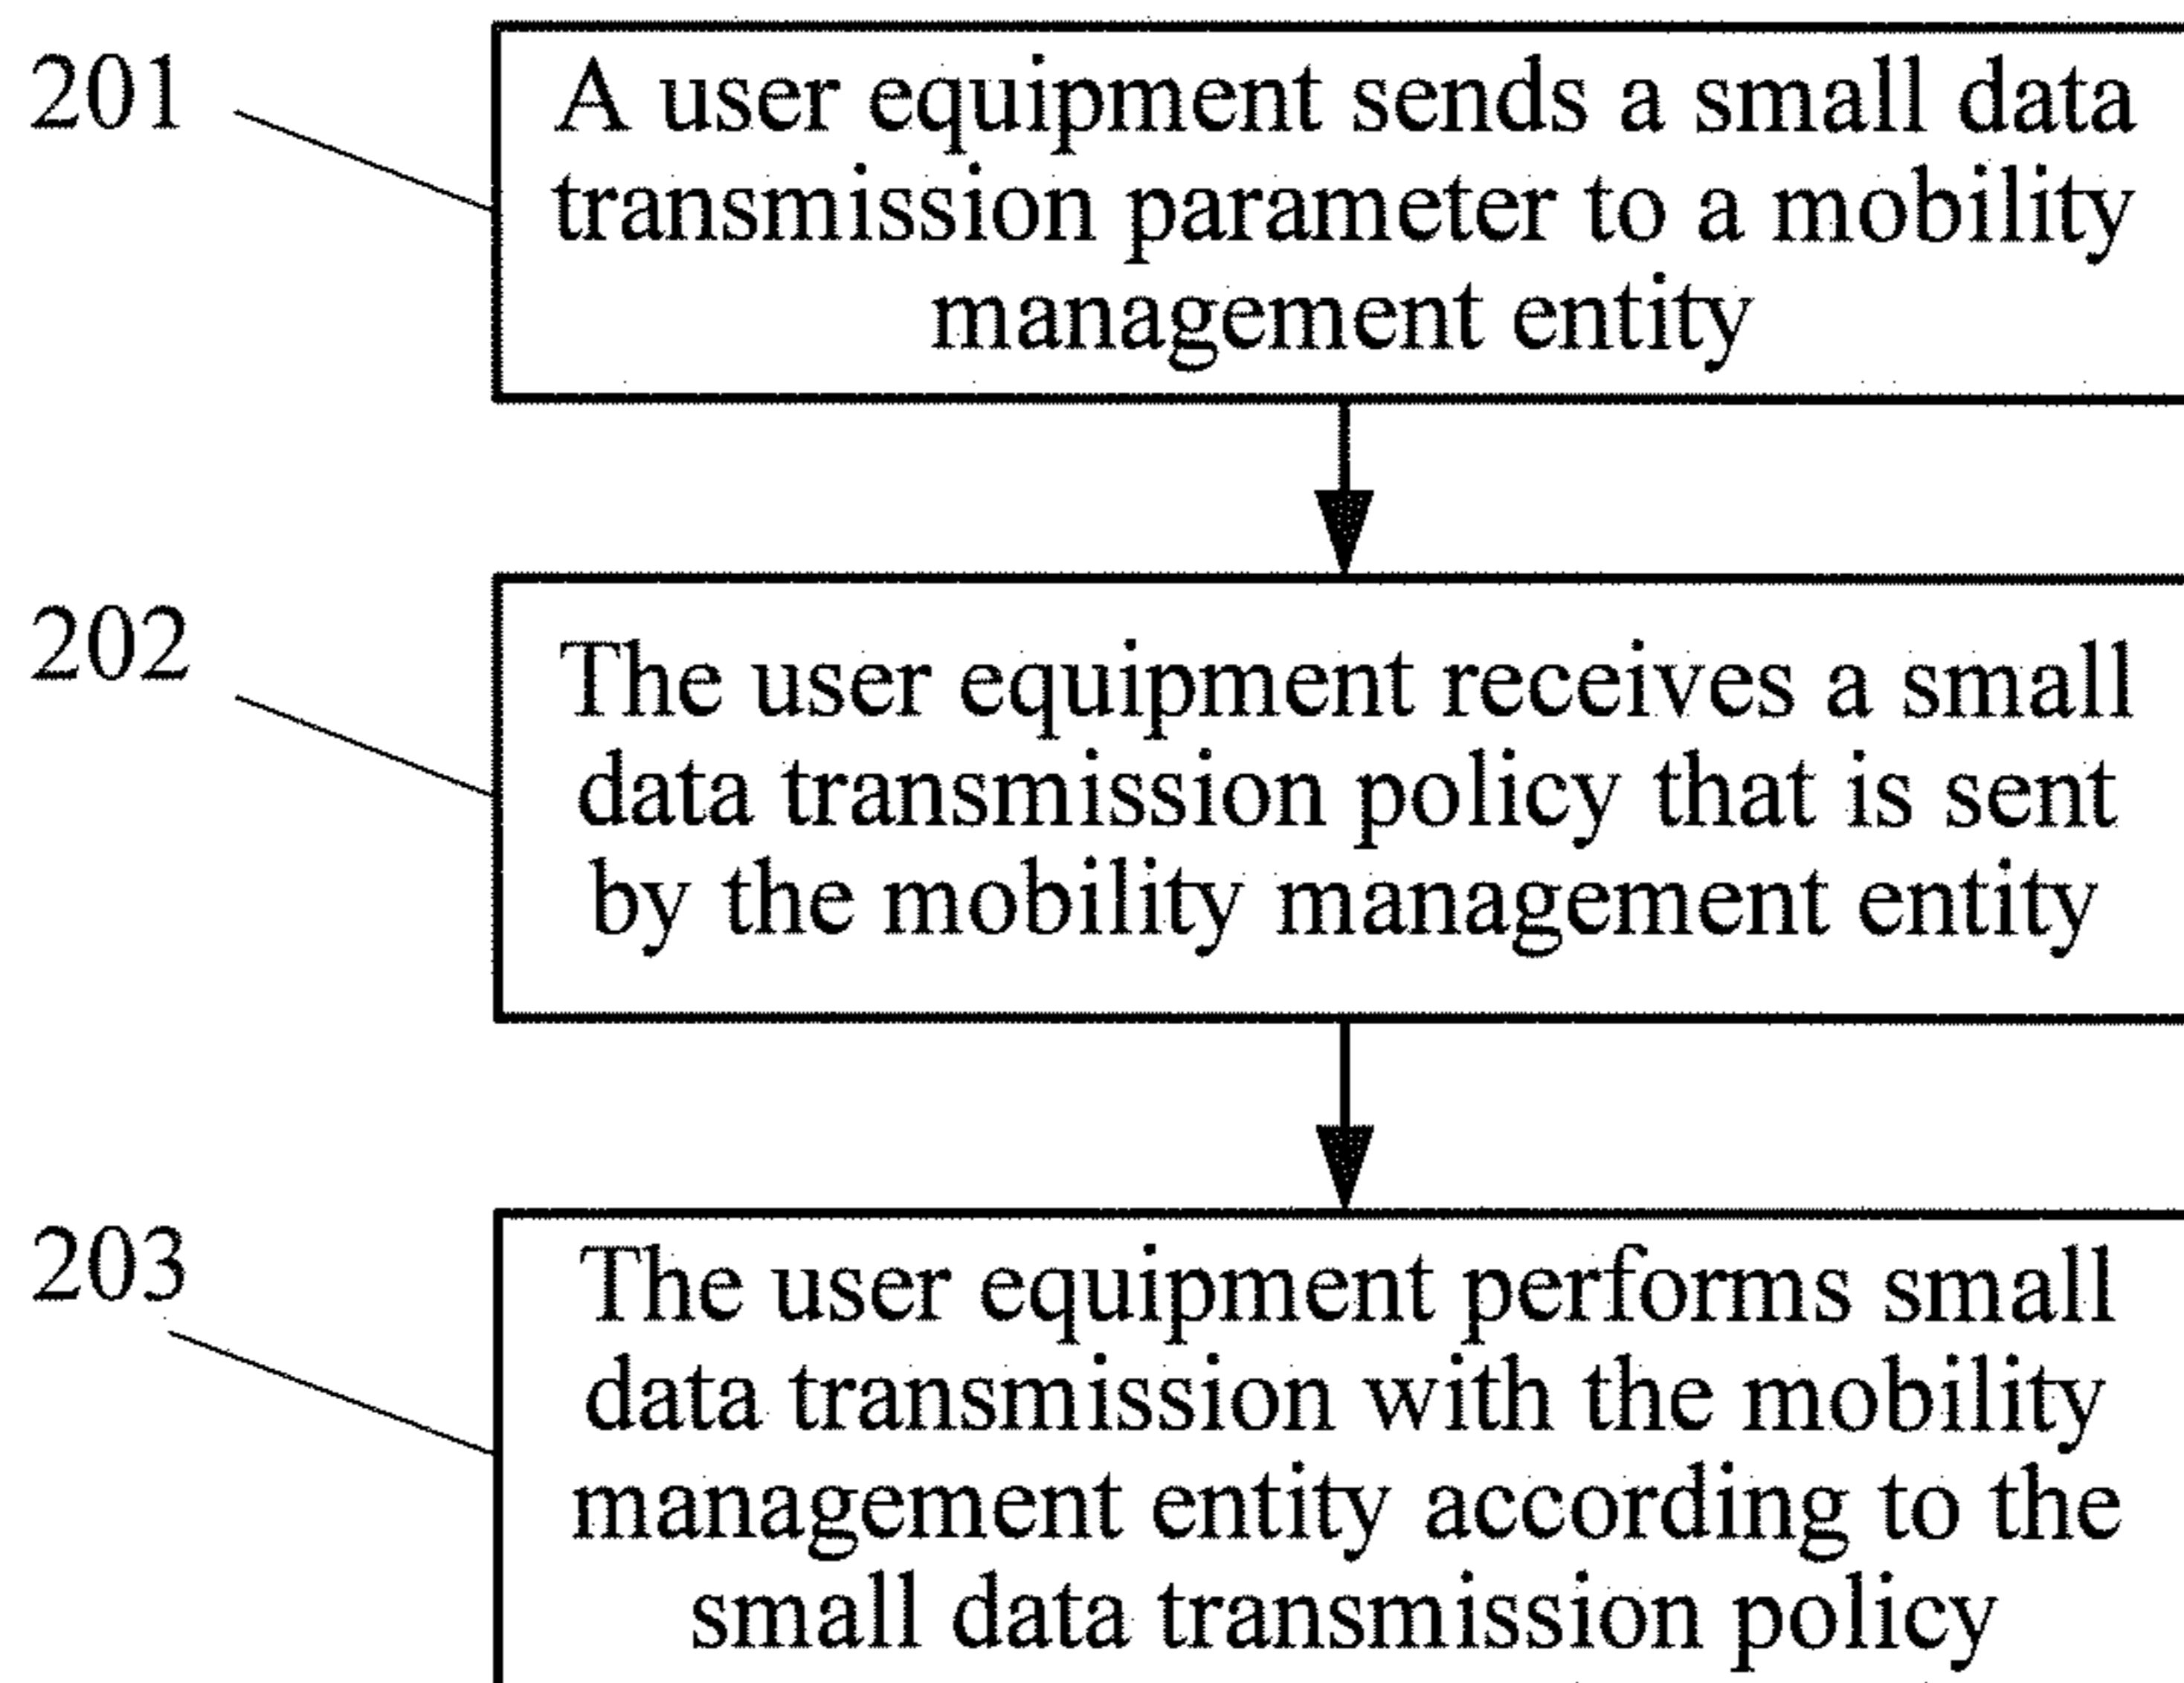 201
A user equipment sends a small data
transmission parameter to a mobility
management entity
202
The user equipment receives a small
data transmission policy that is sent
by the mobility management entity
203
The user equipment performs small
data transmission with the mobility
management entity according to the
small data transmission policy